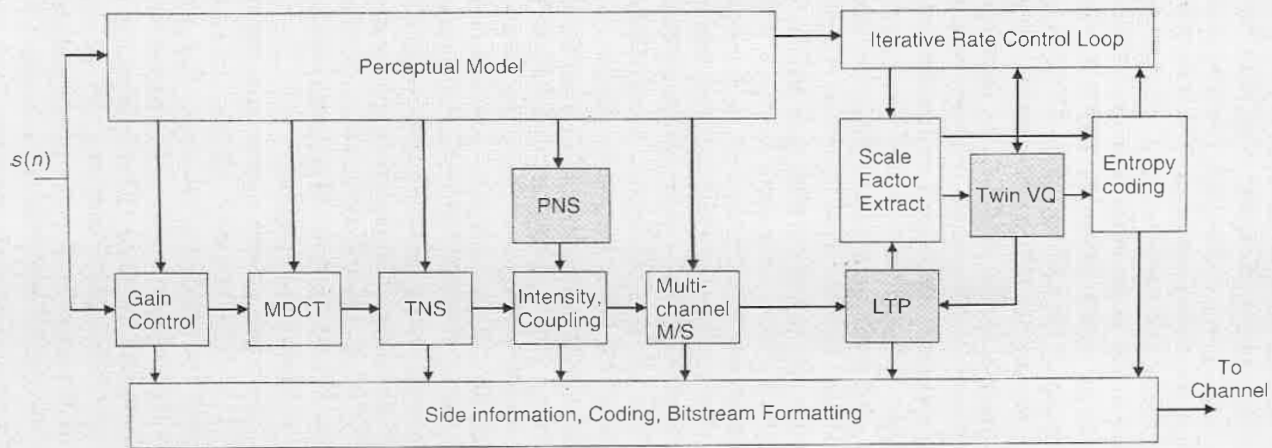 Perceptual Model
Iterative Rate Control Loop
s(n)
PNS
Scale
Factor
Extract
Twin VQ
Entropy
coding
Gain
Control
MDCT
TNS
Intensity,
Coupling
Multi-
channel
M/S
LTP
To
Channel
Side information, Coding, Bitstream Formatting